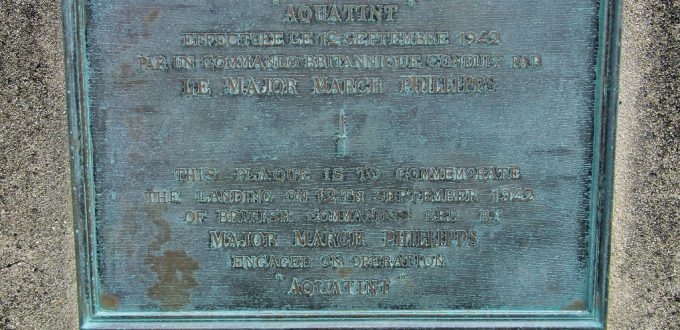 "AQUATINT"
EFFECTUEE LE 12 SEPTEMBRE 1942
PAR UN COMMANDO BRITANNIQUE CONDUIT PAR
LE MAJOR MARCH PHILLIPPS
THIS PLAQUE IS TO COMMEMORATE
THE LANDING ON 12TH SEPTEMBER 1942
OF BRITISH COMMANDOS LED BY
MAJOR MARCH PHILLIPPS
ENGAGED ON OPERATION
"AQUATINT"